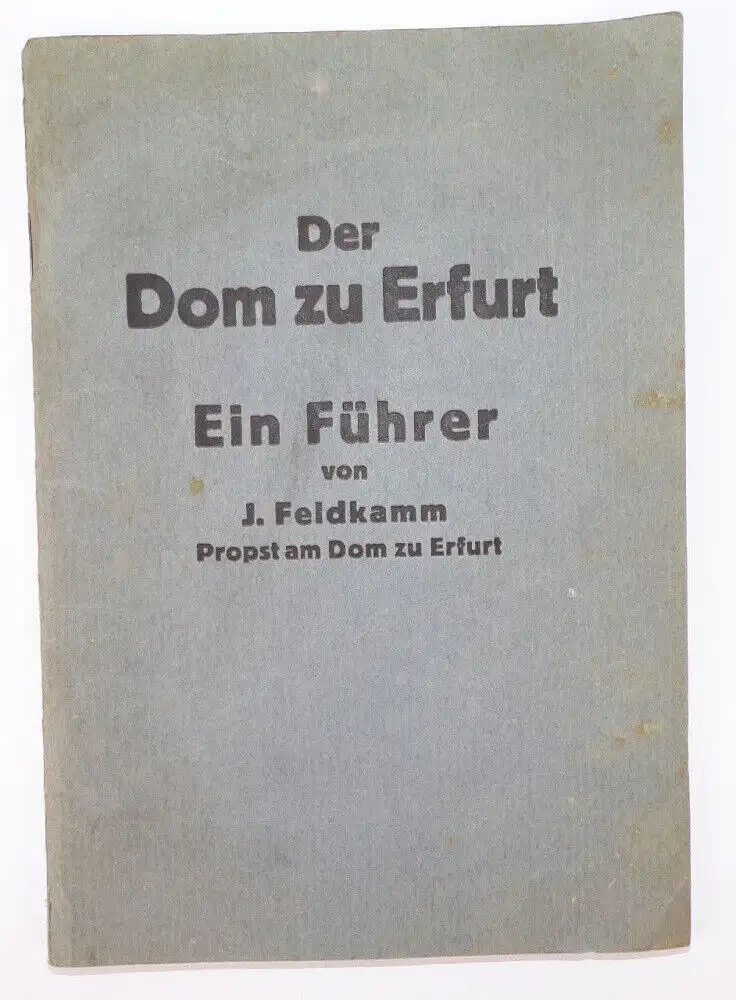 Der
Dom zu Erfurt
Ein Führer
von
J. Feldkamm
Propst am Dom zu Erfurt